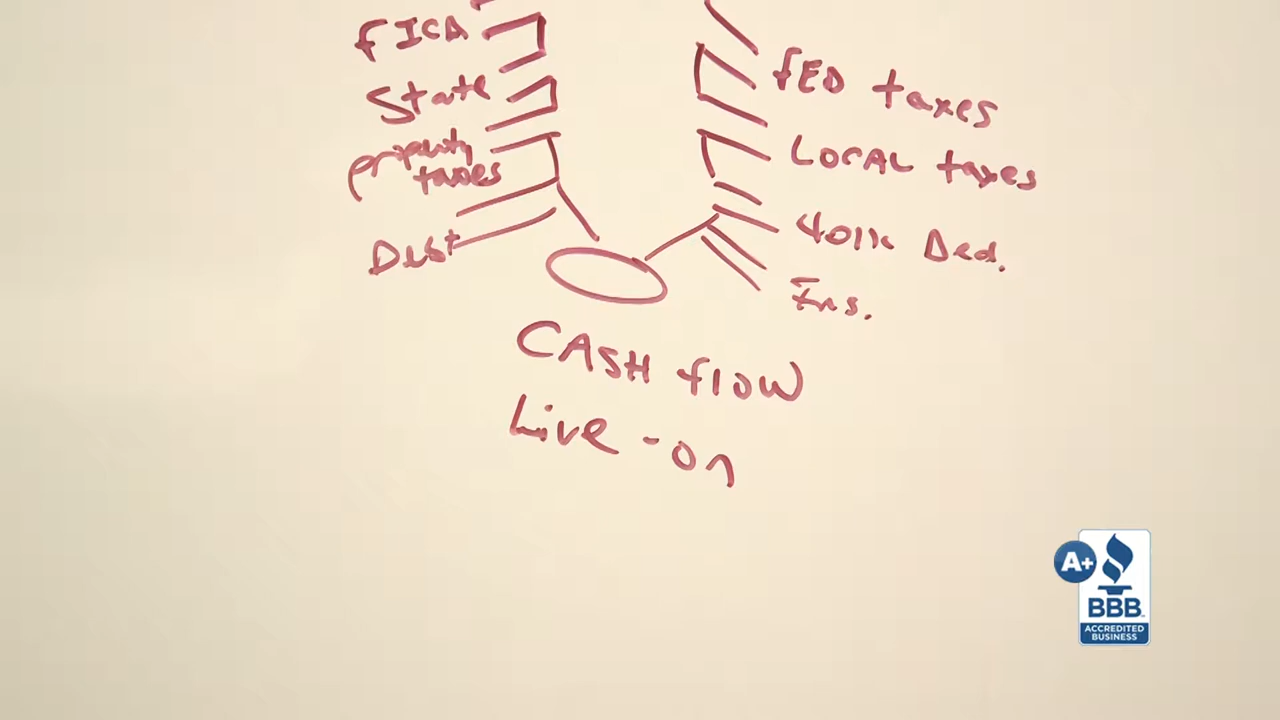 FICA
State
property
taxes
Debt
FED taxes
LOCAL taxes
401k Ded.
Ins.
CASH flow
Live-on
A+
BBB
ACCREDITED
BUSINESS